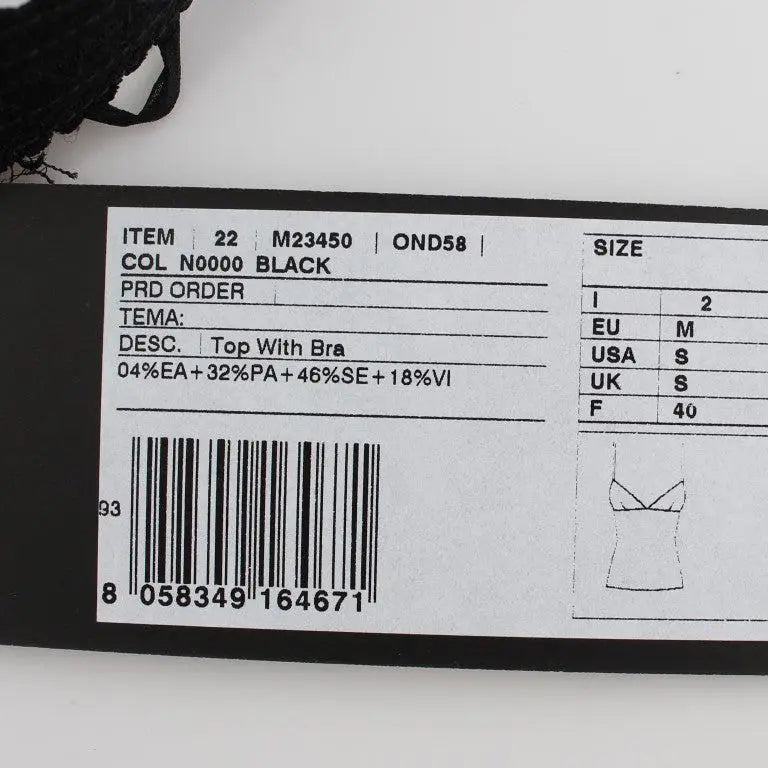 ITEM 22 M23450 | OND58 |
COL N0000 BLACK
PRD ORDER
TEMA:
DESC. Top With Bra
04%EA+32%PA+46%SE+18%VI
SIZE
I 2
EU M
USA S
UK S
F 40
93
8 058349 164671